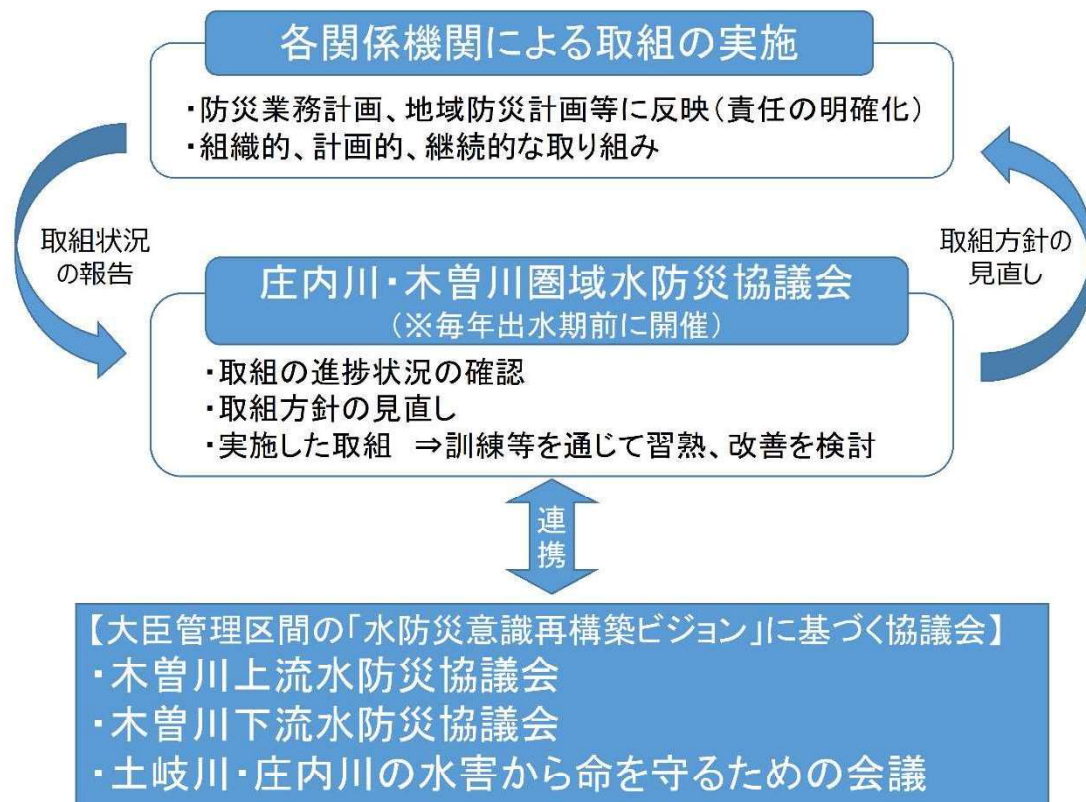 各関係機関による取組の実施
・防災業務計画、地域防災計画等に反映(責任の明確化)
・組織的、計画的、継続的な取り組み
取組状況
の報告
取組方針の
見直し
庄内川・木曽川圏域水防災協議会
(※毎年出水期前に開催)
・取組の進捗状況の確認
・取組方針の見直し
・実施した取組 ⇒訓練等を通じて習熟、改善を検討
連
携
【大臣管理区間の「水防災意識再構築ビジョン」に基づく協議会】
・木曽川上流水防災協議会
・木曽川下流水防災協議会
・土岐川・庄内川の水害から命を守るための会議